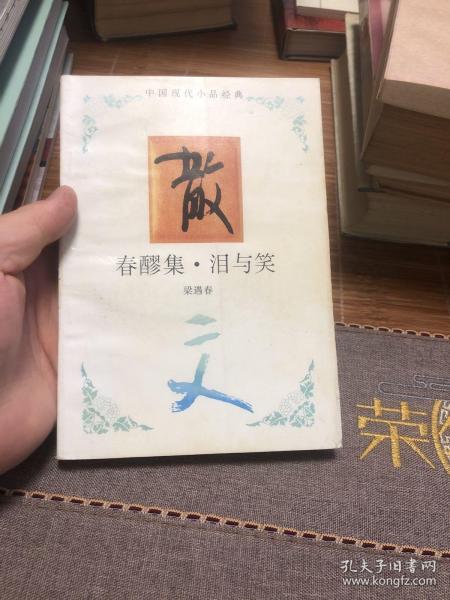 中国现代小品经典
散
春醪集·泪与笑
梁遇春
文
荣
孔夫子旧书网
www.kongfz.com